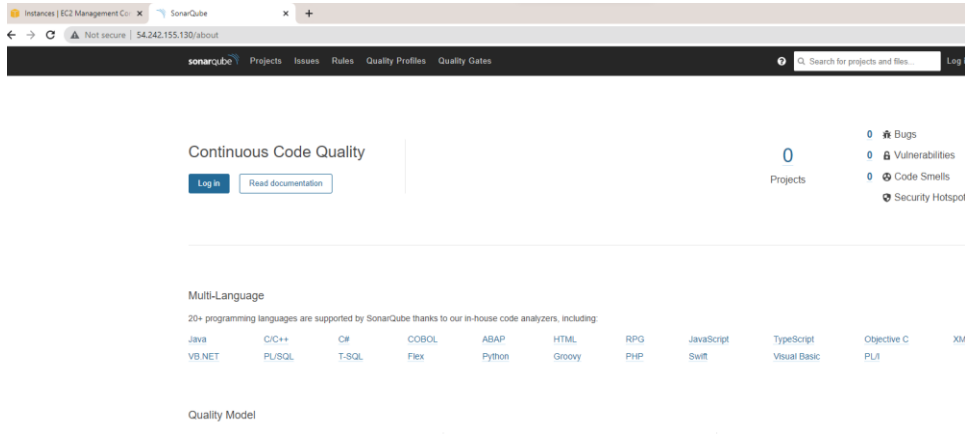 Instances | EC2 Management Co
SonarQube
Not secure | 54.242.155.130/about
sonarqube Projects Issues Rules Quality Profiles Quality Gates
Search for projects and files...
Log i
Continuous Code Quality
Log in Read documentation
0
Projects
0 Bugs
0 Vulnerabilities
0 Code Smells
Security Hotspot
Multi-Language
20+ programming languages are supported by SonarQube thanks to our in-house code analyzers, including:
Java C/C++ C# COBOL ABAP HTML RPG JavaScript TypeScript Objective C XM
VB.NET PL/SQL T-SQL Flex Python Groovy PHP Swift Visual Basic PL/I
Quality Model